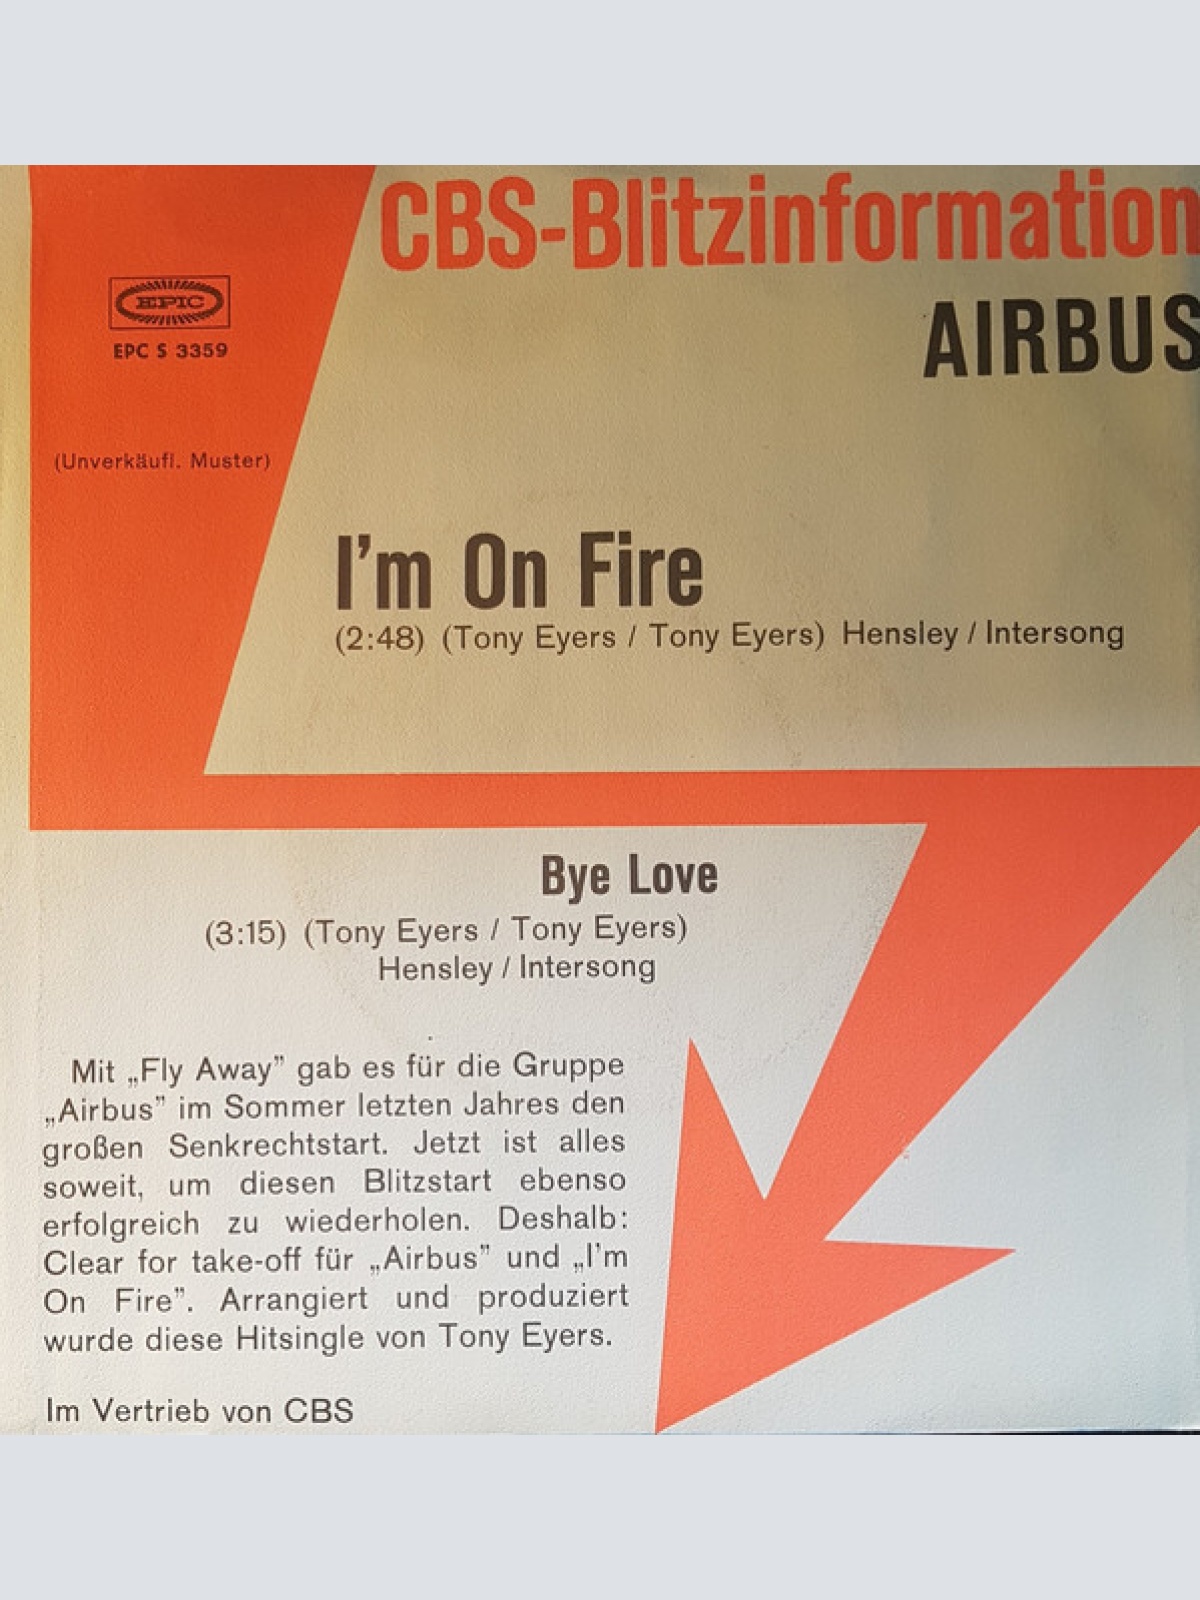 CBS-Blitzinformation
AIRBUS
EPIC
EPC S 3359
(Unverkäufl. Muster)
I'm On Fire
(2:48) (Tony Eyers / Tony Eyers) Hensley / Intersong
Bye Love
(3:15) (Tony Eyers / Tony Eyers)
Hensley / Intersong
Mit „Fly Away” gab es für die Gruppe
„Airbus” im Sommer letzten Jahres den
großen Senkrechtstart. Jetzt ist alles
soweit, um diesen Blitzstart ebenso
erfolgreich zu wiederholen. Deshalb:
Clear for take-off für „Airbus” und „I'm
On Fire”. Arrangiert und produziert
wurde diese Hitsingle von Tony Eyers.
Im Vertrieb von CBS